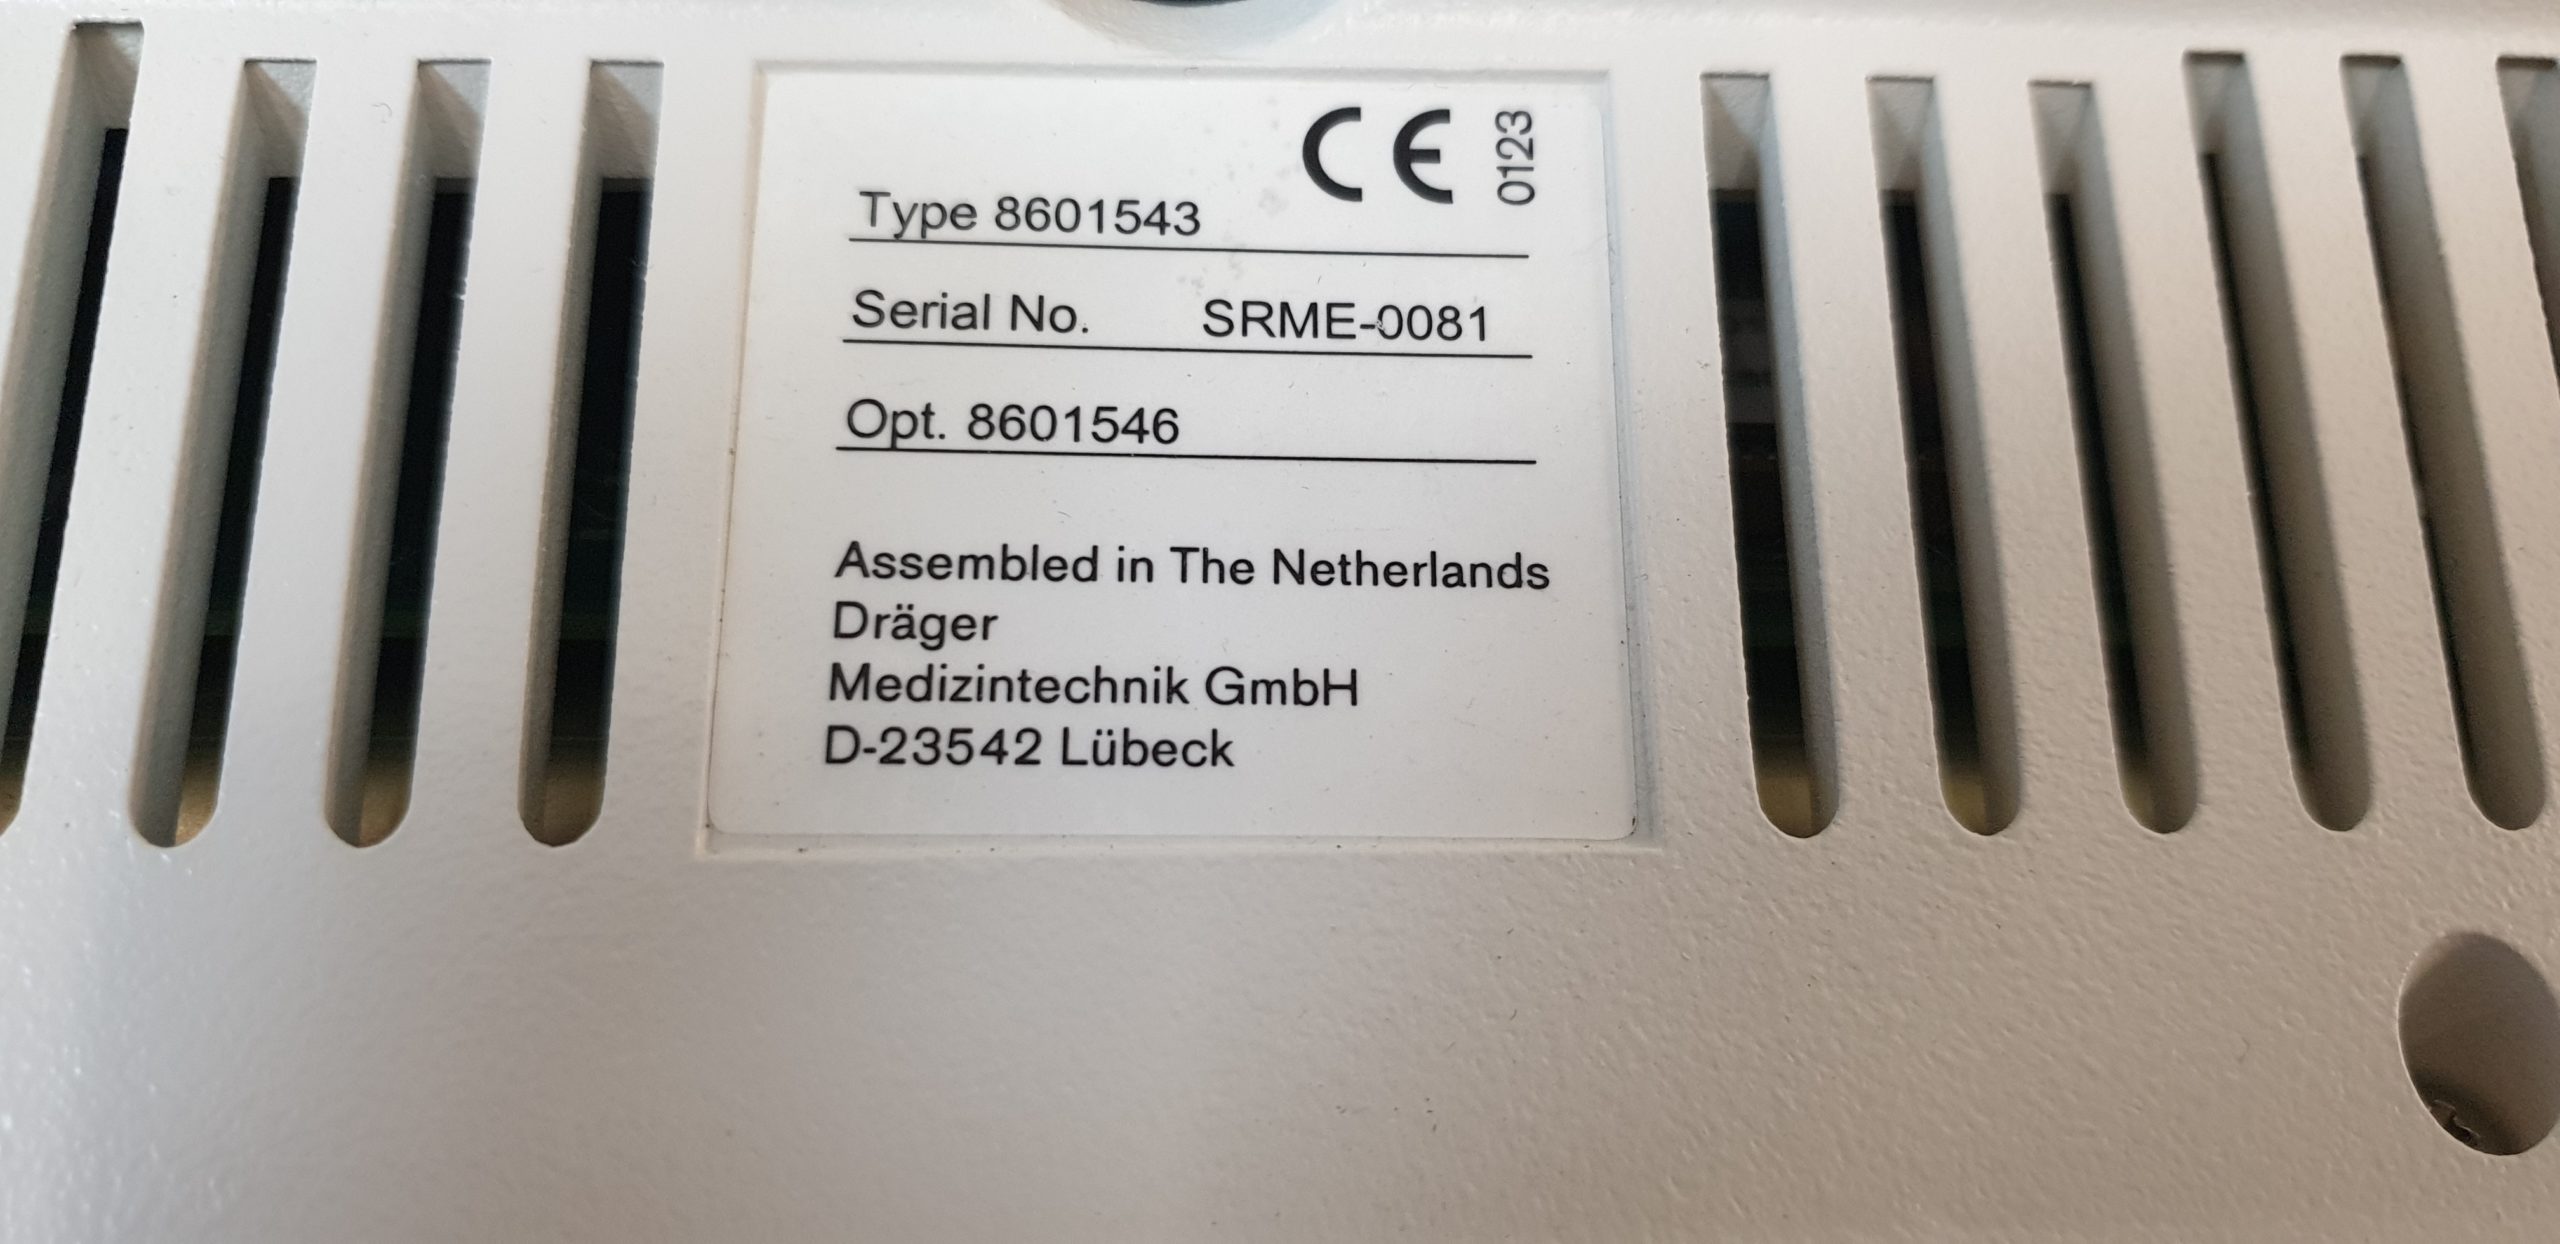 CE 0123
Type 8601543
Serial No. SRME-0081
Opt. 8601546
Assembled in The Netherlands
Dräger
Medizintechnik GmbH
D-23542 Lübeck